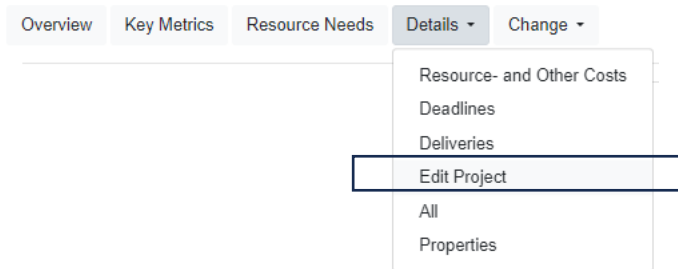 Overview Key Metrics Resource Needs Details Change
Resource- and Other Costs
Deadlines
Deliveries
Edit Project
All
Properties